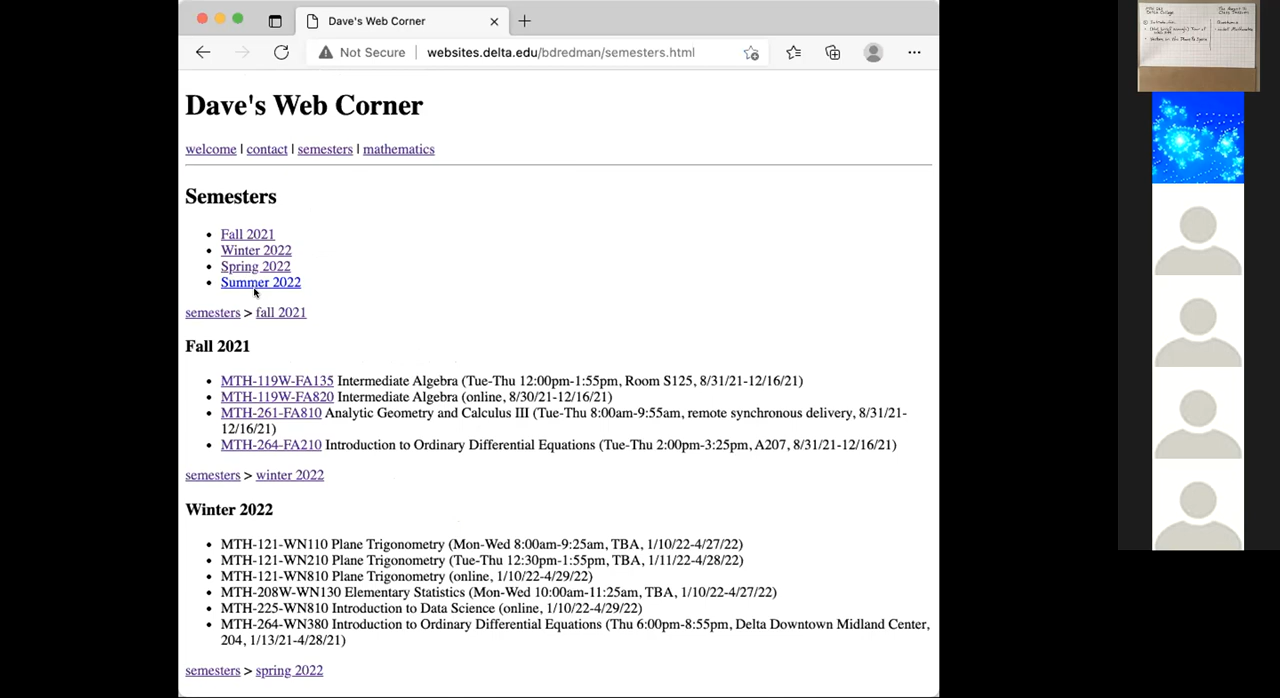 Dave's Web Corner
Not Secure | websites.delta.edu/bdredman/semesters.html
Dave's Web Corner
welcome | contact | semesters | mathematics
Semesters
• Fall 2021
• Winter 2022
• Spring 2022
• Summer 2022
semesters > fall 2021
Fall 2021
• MTH-119W-FA135 Intermediate Algebra (Tue-Thu 12:00pm-1:55pm, Room S125, 8/31/21-12/16/21)
• MTH-119W-FA820 Intermediate Algebra (online, 8/30/21-12/16/21)
• MTH-261-FA810 Analytic Geometry and Calculus III (Tue-Thu 8:00am-9:55am, remote synchronous delivery, 8/31/21-
12/16/21)
• MTH-264-FA210 Introduction to Ordinary Differential Equations (Tue-Thu 2:00pm-3:25pm, A207, 8/31/21-12/16/21)
semesters > winter 2022
Winter 2022
• MTH-121-WN110 Plane Trigonometry (Mon-Wed 8:00am-9:25am, TBA, 1/10/22-4/27/22)
• MTH-121-WN210 Plane Trigonometry (Tue-Thu 12:30pm-1:55pm, TBA, 1/11/22-4/28/22)
• MTH-121-WN810 Plane Trigonometry (online, 1/10/22-4/29/22)
• MTH-208W-WN130 Elementary Statistics (Mon-Wed 10:00am-11:25am, TBA, 1/10/22-4/27/22)
• MTH-225-WN810 Introduction to Data Science (online, 1/10/22-4/29/22)
• MTH-264-WN380 Introduction to Ordinary Differential Equations (Thu 6:00pm-8:55pm, Delta Downtown Midland Center,
204, 1/13/21-4/28/21)
semesters > spring 2022